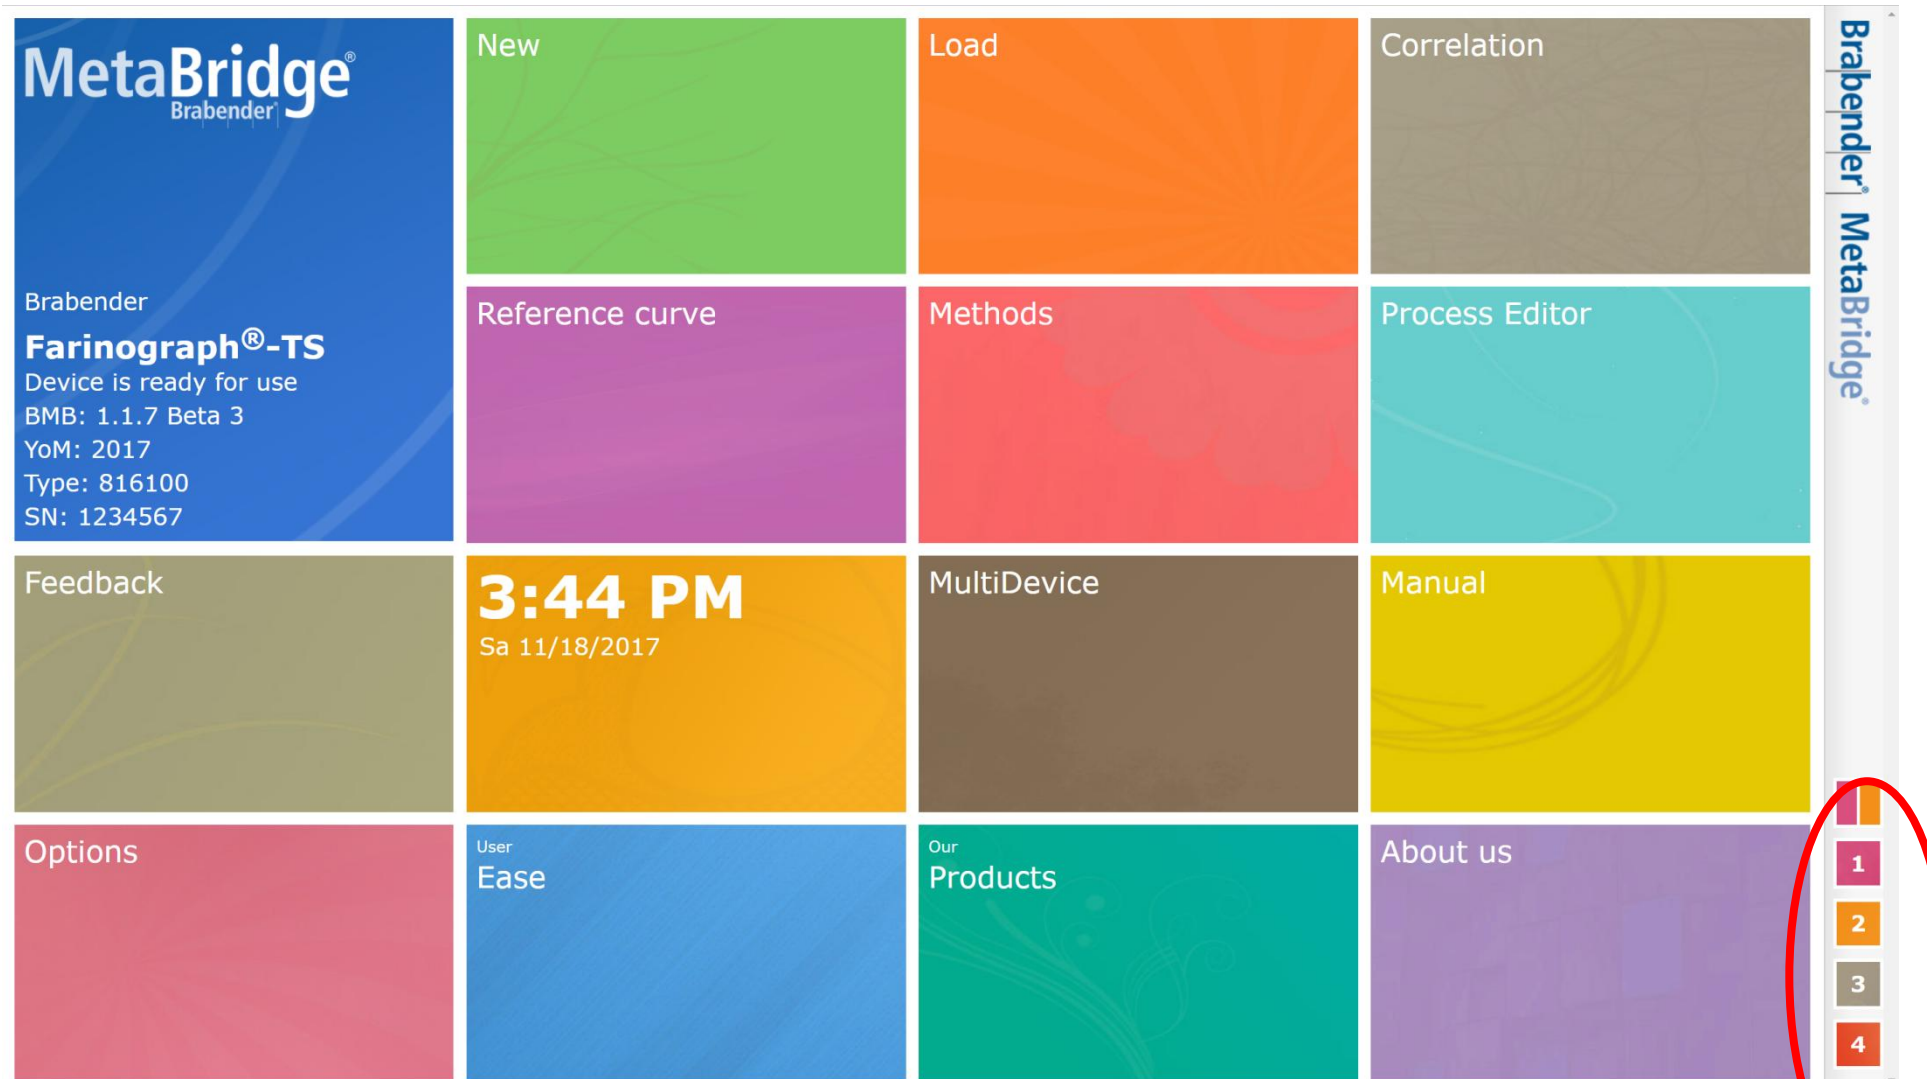 MetaBridge®
Brabender®
Brabender
Farinograph®-TS
Device is ready for use
BMB: 1.1.7 Beta 3
YoM: 2017
Type: 816100
SN: 1234567
New
Load
Correlation
Reference curve
Methods
Process Editor
Feedback
3:44 PM
Sa 11/18/2017
MultiDevice
Manual
Options
User
Ease
Our
Products
About us
Brabender® MetaBridge®
1
2
3
4